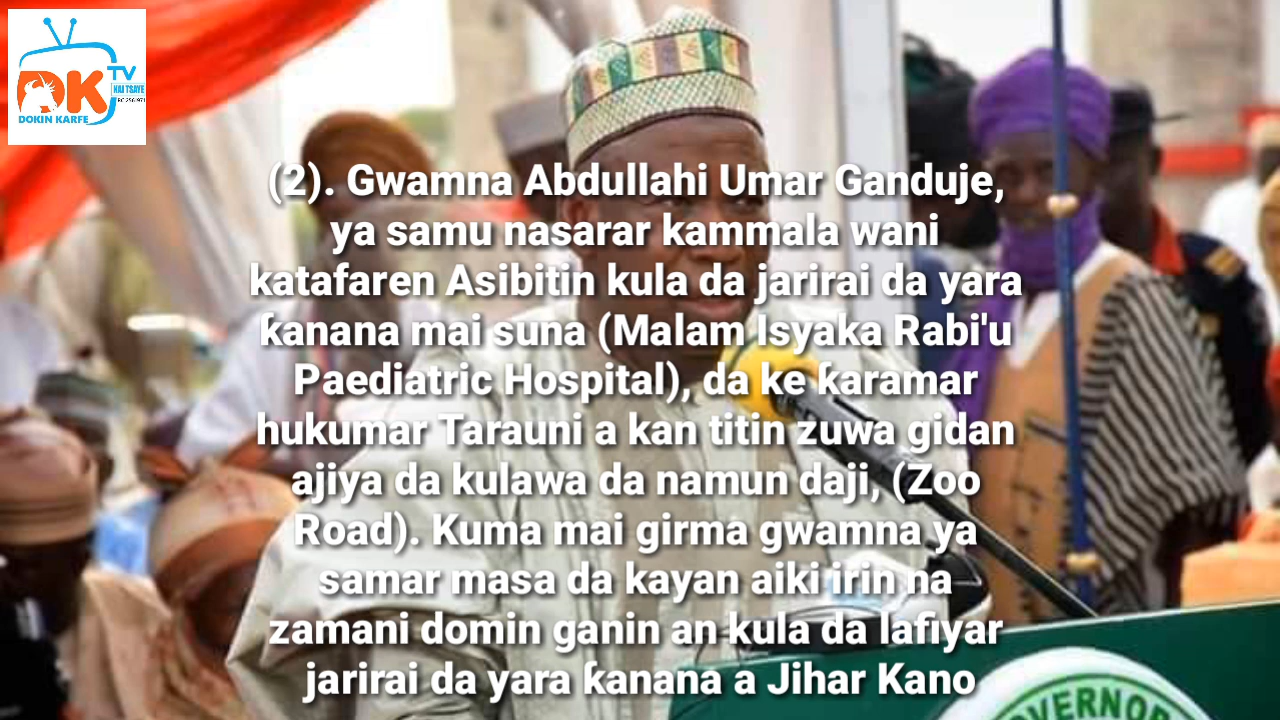 DK TV
HAI TSAYE
DOKIN KARFE
(2). Gwamna Abdullahi Umar Ganduje,
ya samu nasarar kammala wani
katafaren Asibitin kula da jarirai da yara
ƙanana mai suna (Malam Isyaka Rabi'u
Paediatric Hospital), da ke ƙaramar
hukumar Tarauni a kan titin zuwa gidan
ajiya da kulawa da namun daji, (Zoo
Road). Kuma mai girma gwamna ya
samar masa da kayan aiki irin na
zamani domin ganin an kula da lafiyar
jarirai da yara ƙanana a Jihar Kano
GOVERNOR